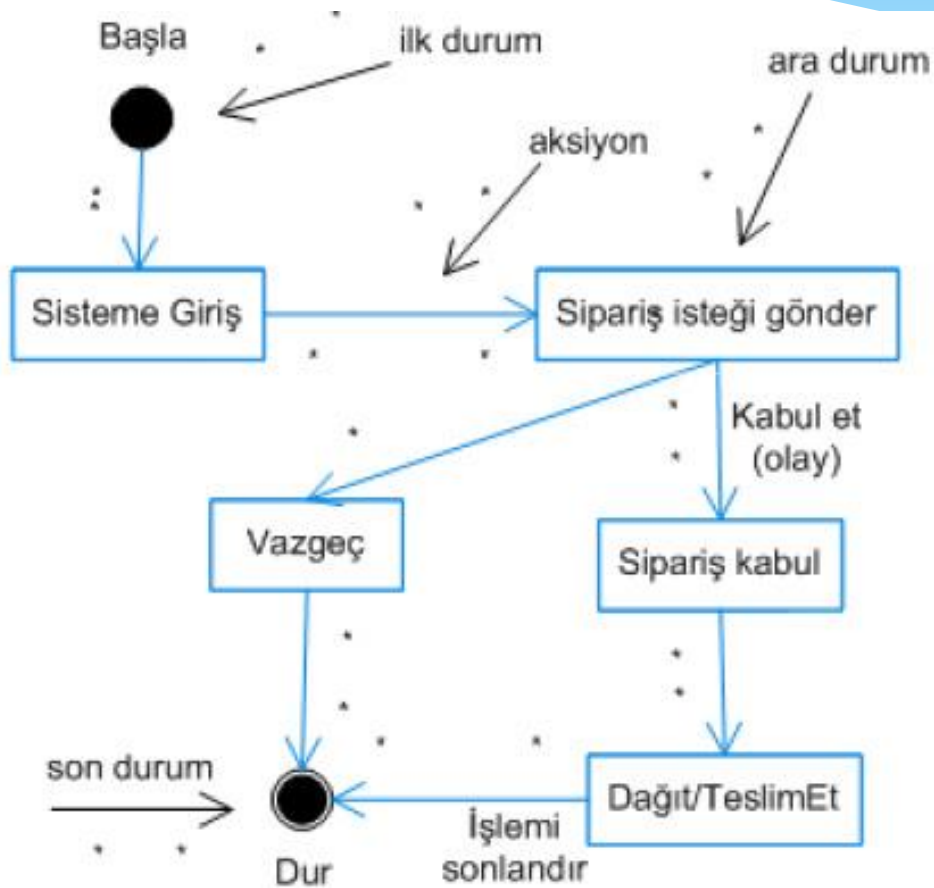 Başla
ilk durum
ara durum
aksiyon
Sisteme Giriş
Sipariş isteği gönder
Kabul et
(olay)
Vazgeç
Sipariş kabul
son durum
Dağıt/TeslimEt
İşlemi
sonlandır
Dur